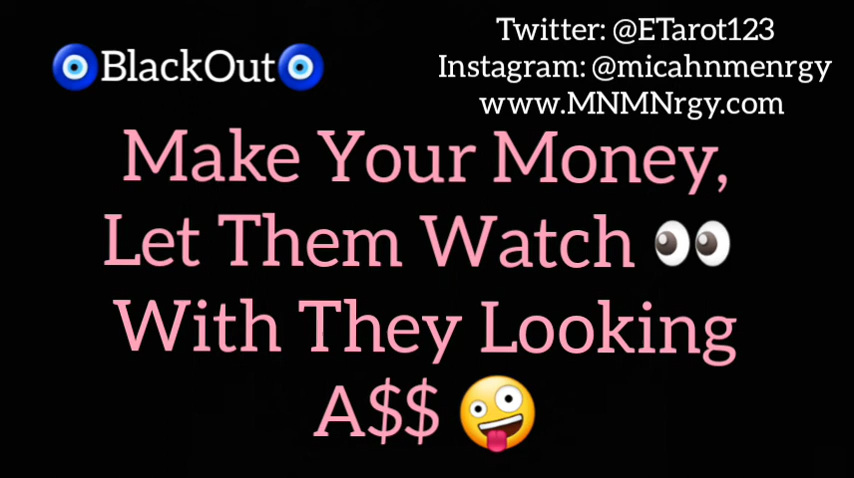 Twitter: @ETarot123
🧿BlackOut🧿
Instagram: @micahnmenrgy
www.MNMNrgy.com
Make Your Money,
Let Them Watch 👀
With They Looking
A$$ 🤪